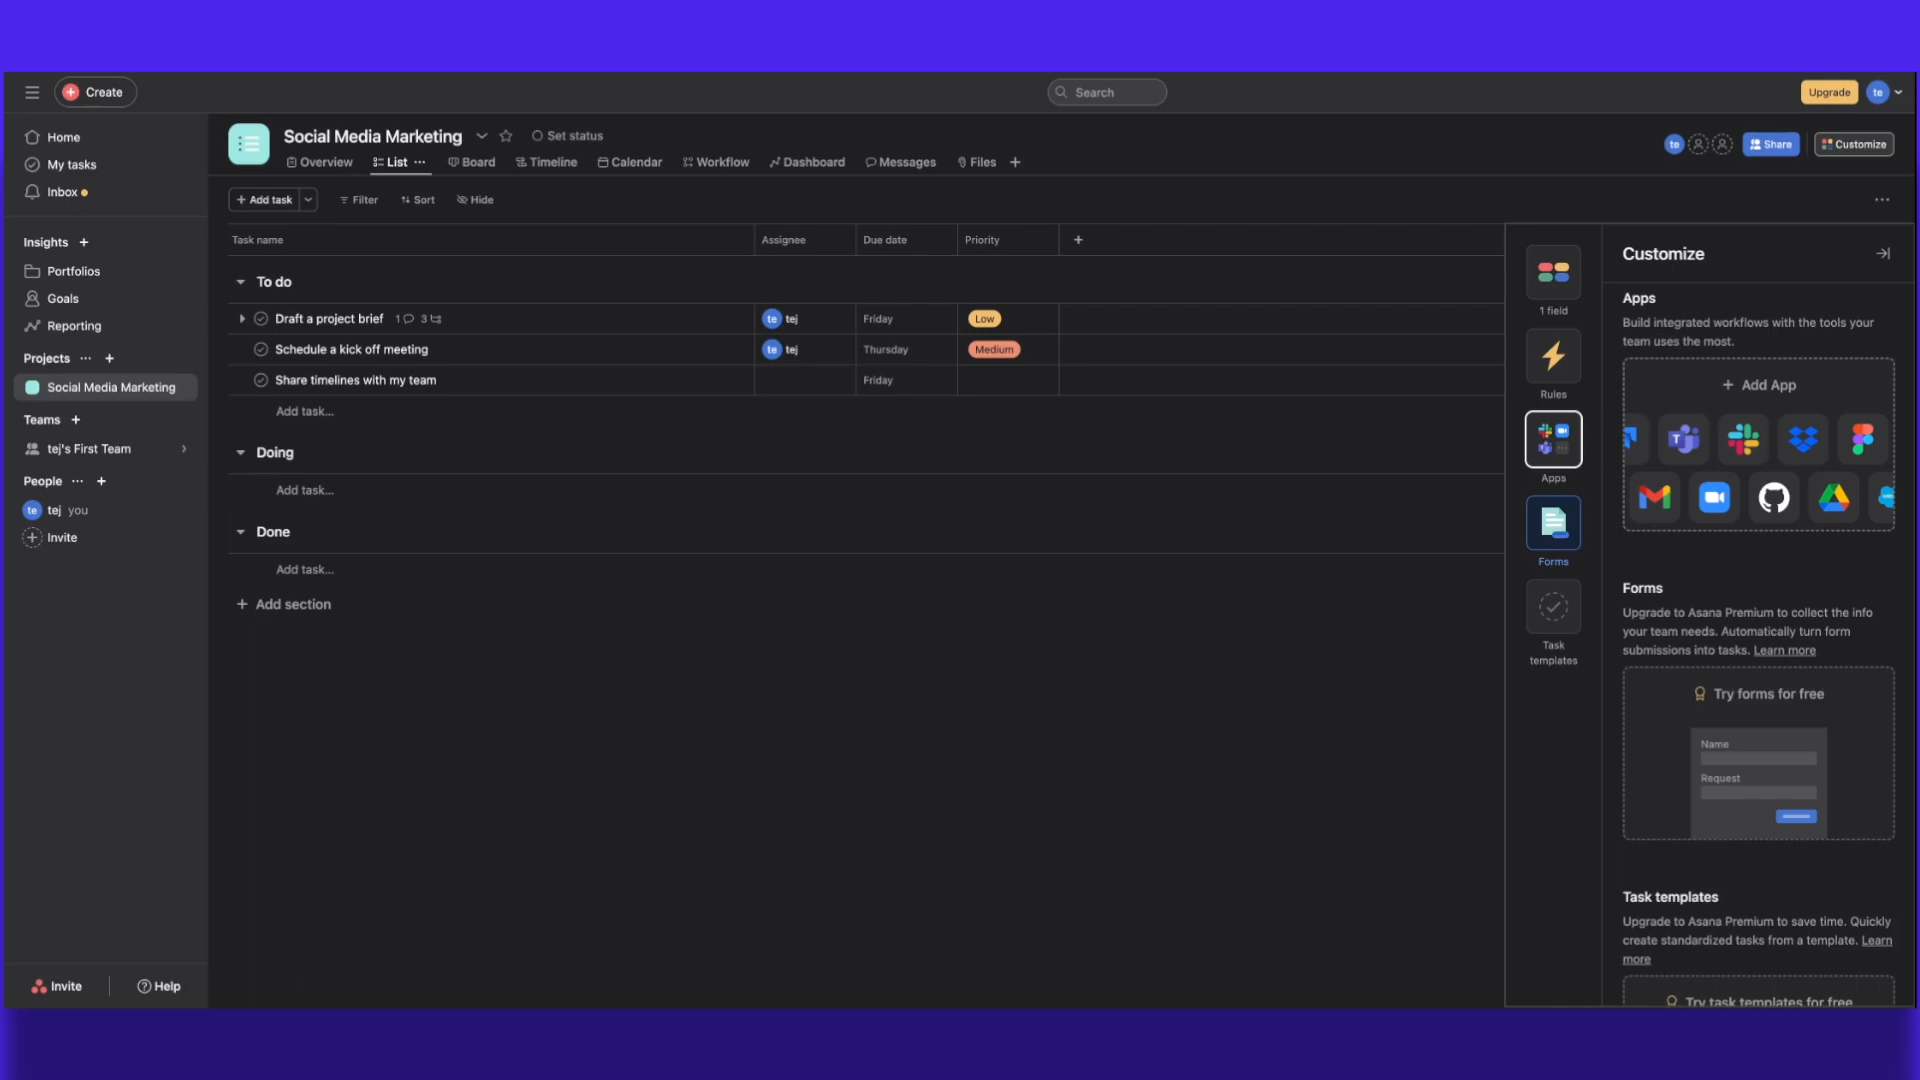 Create
Search
Upgrade
te
Home
My tasks
Inbox
Insights
Portfolios
Goals
Reporting
Projects
Social Media Marketing
Teams
tej's First Team
People
te tej you
Invite
Invite
Help
Social Media Marketing
Set status
Overview
List
Board
Timeline
Calendar
Workflow
Dashboard
Messages
Files
te
Share
Customize
Add task
Filter
Sort
Hide
Task name
Assignee
Due date
Priority
To do
Draft a project brief 1 3
te tej
Friday
Low
Schedule a kick off meeting
te tej
Thursday
Medium
Share timelines with my team
Friday
Add task...
Doing
Add task...
Done
Add task...
Add section
1 field
Rules
Apps
Forms
Task
templates
Customize
Apps
Build integrated workflows with the tools your
team uses the most.
Add App
Forms
Upgrade to Asana Premium to collect the info
your team needs. Automatically turn form
submissions into tasks. Learn more
Try forms for free
Name
Request
Task templates
Upgrade to Asana Premium to save time. Quickly
create standardized tasks from a template. Learn
more
Try task templates for free